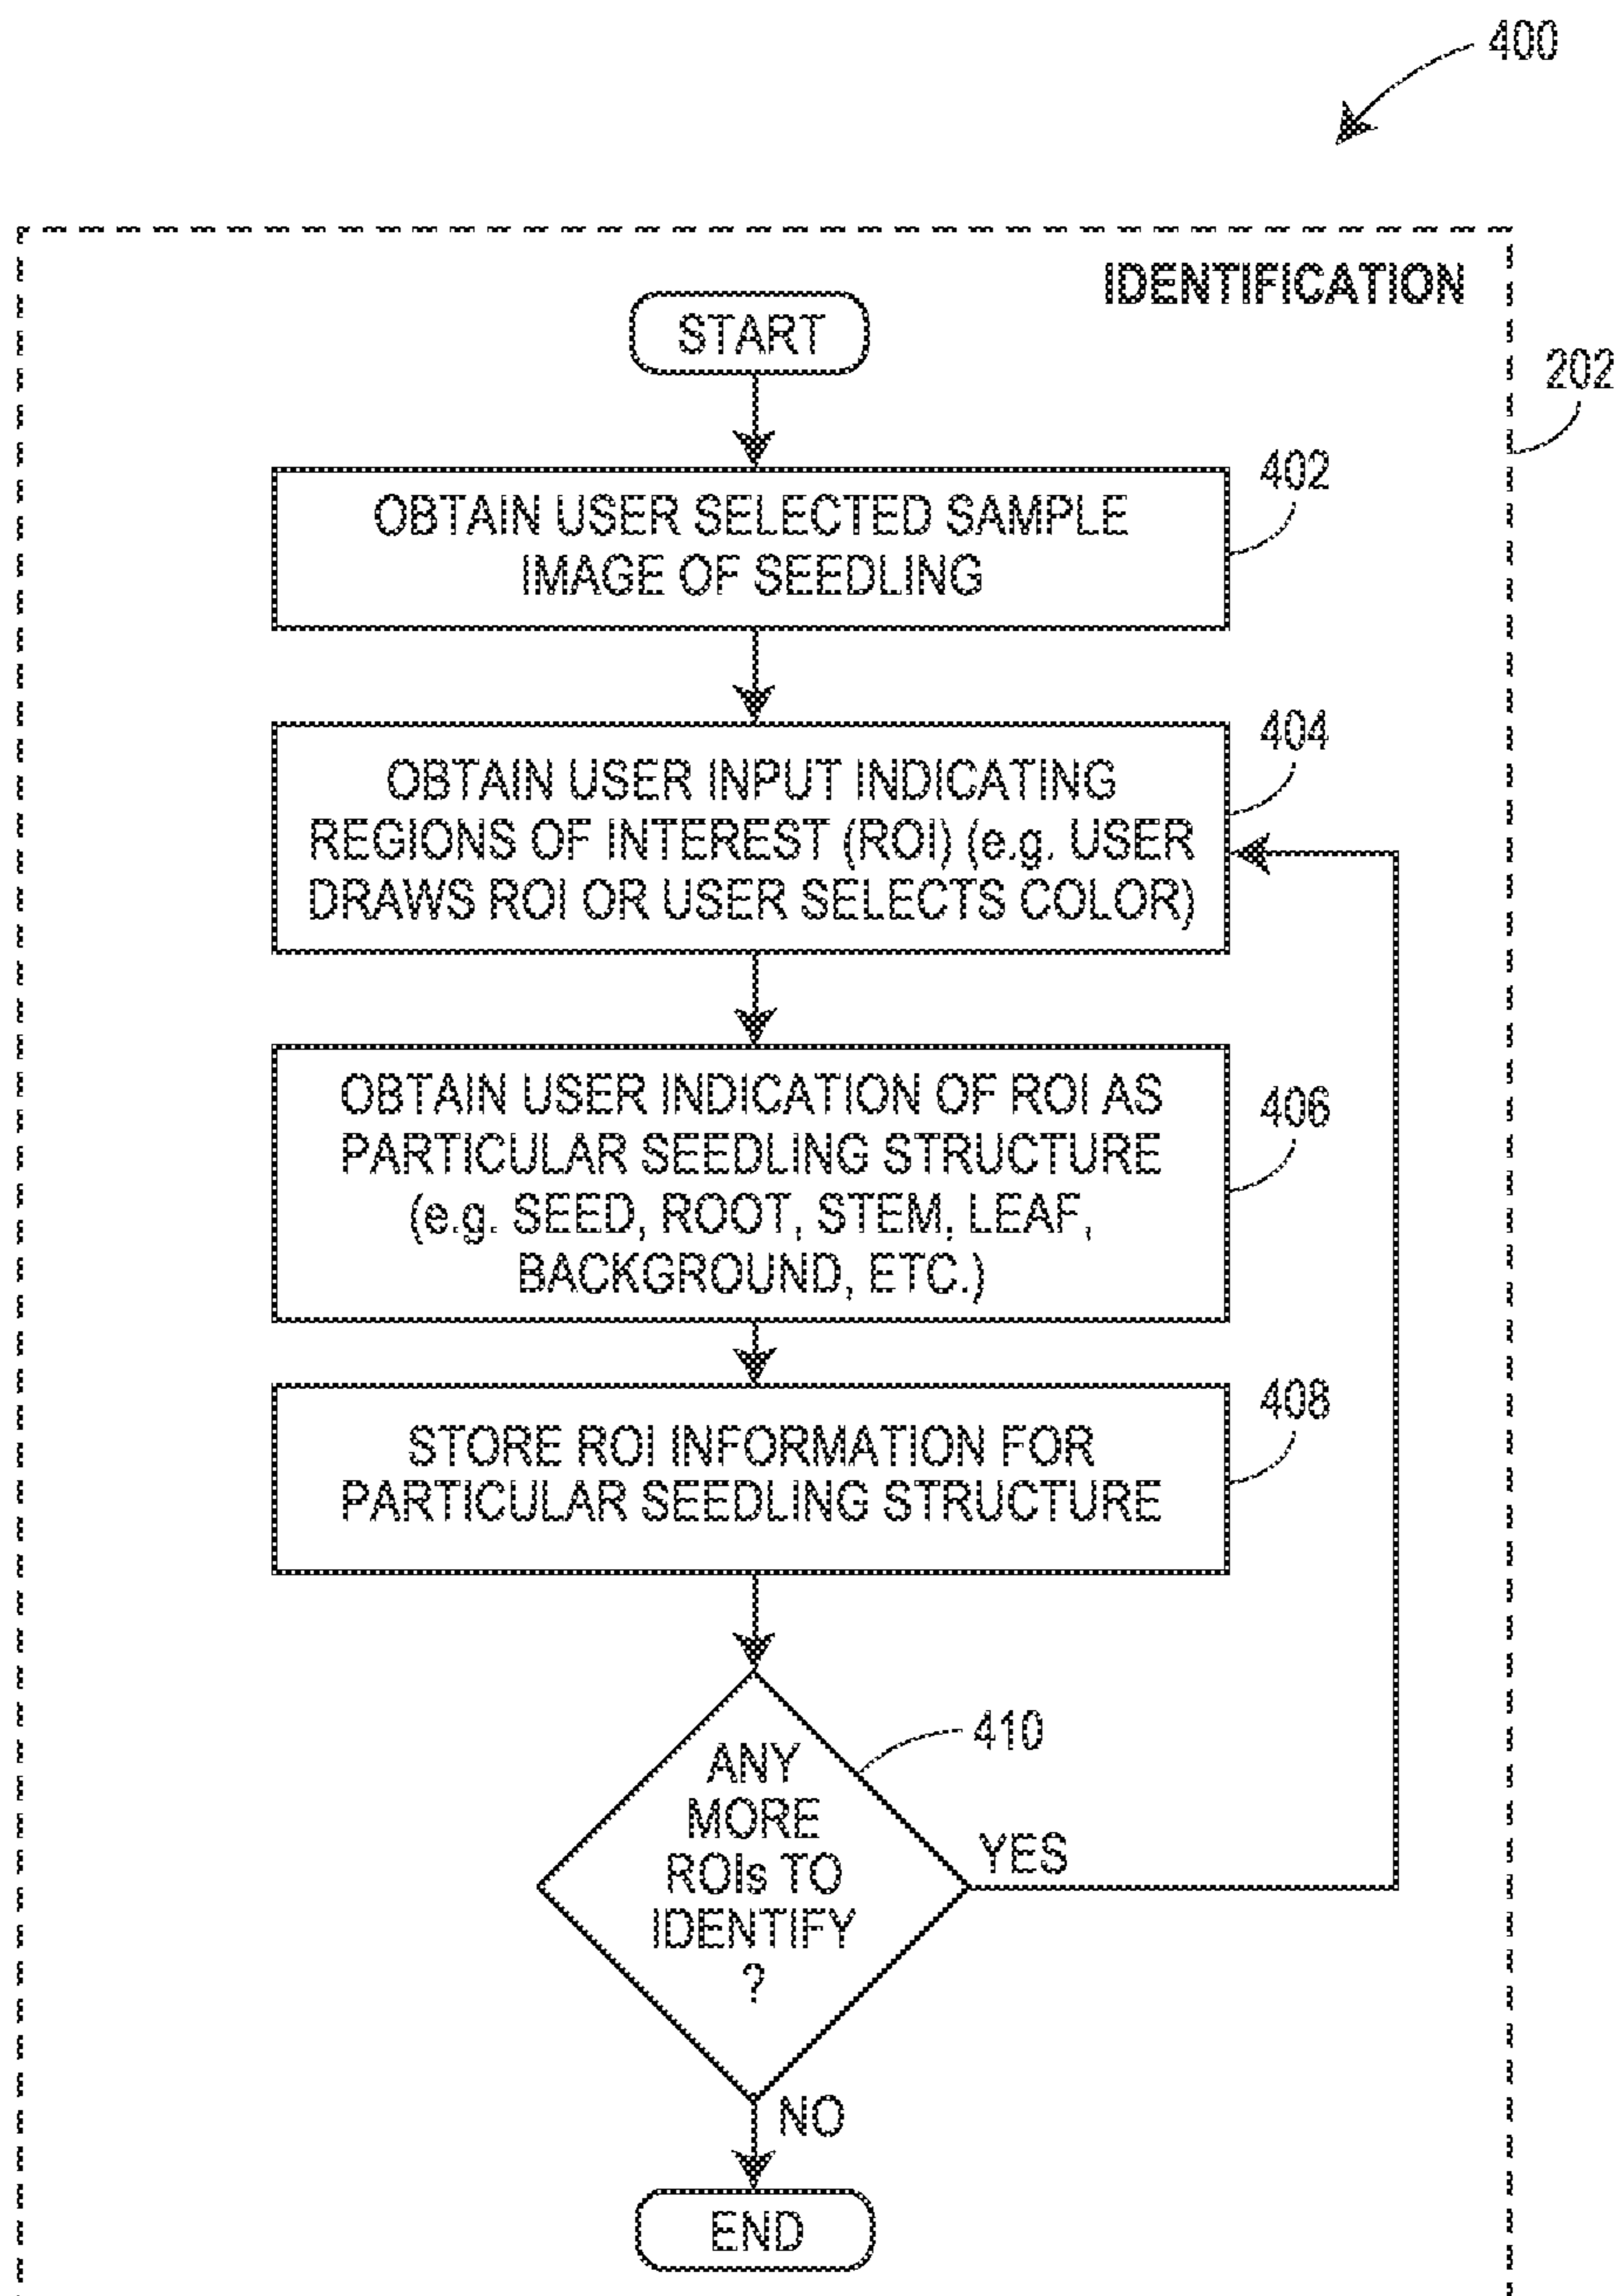 400
IDENTIFICATION
START
202
402
OBTAIN USER SELECTED SAMPLE
IMAGE OF SEEDLING
404
OBTAIN USER INPUT INDICATING
REGIONS OF INTEREST (ROI) (e.g. USER
DRAWS ROI OR USER SELECTS COLOR)
406
OBTAIN USER INDICATION OF ROI AS
PARTICULAR SEEDLING STRUCTURE
(e.g. SEED, ROOT, STEM, LEAF,
BACKGROUND, ETC.)
408
STORE ROI INFORMATION FOR
PARTICULAR SEEDLING STRUCTURE
410
ANY
MORE
ROIs TO
IDENTIFY
?
YES
NO
END